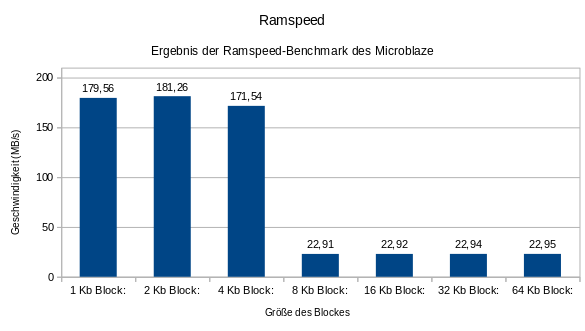 Ramspeed
Ergebnis der Ramspeed-Benchmark des Microblaze
Geschwindigkeit (MB/s)
200
150
100
50
0
179,56
181,26
171,54
22,91
22,92
22,94
22,95
1 Kb Block:
2 Kb Block:
4 Kb Block:
8 Kb Block:
16 Kb Block:
32 Kb Block:
64 Kb Block:
Größe des Blockes